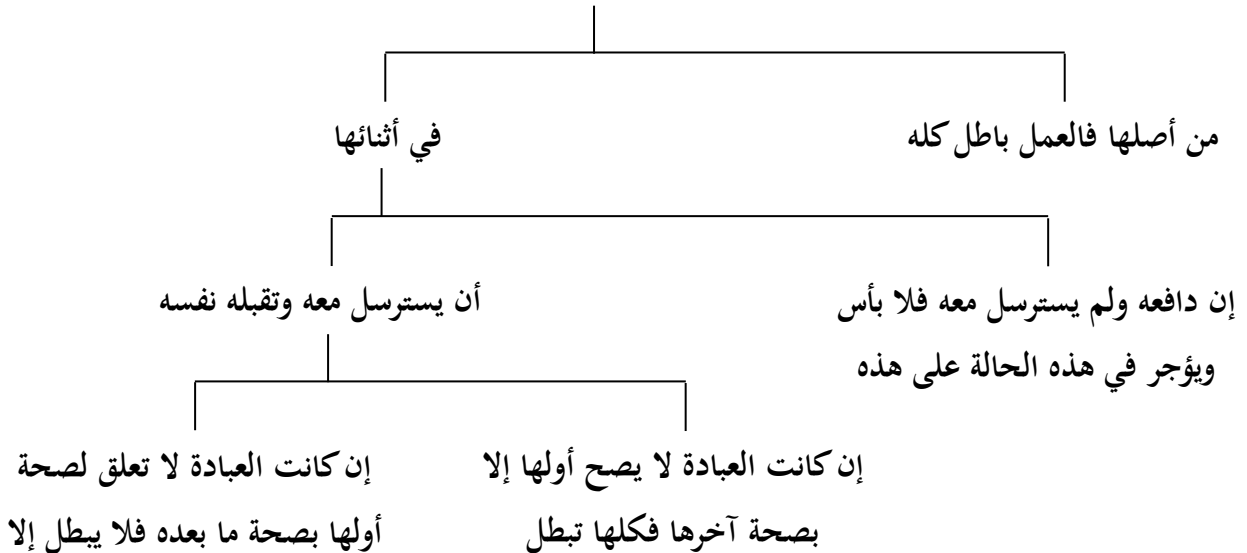 من أصلها فالعمل باطل كله
في أثنائها
إن دافعه ولم يسترسل معه فلا بأس
ويؤجر في هذه الحالة على هذه
أن يسترسل معه وتقبله نفسه
إن كانت العبادة لا يصح أولها إلا
بصحة آخرها فكلها تبطل
إن كانت العبادة لا تعلق لصحة
أولها بصحة ما بعده فلا يبطل إلا